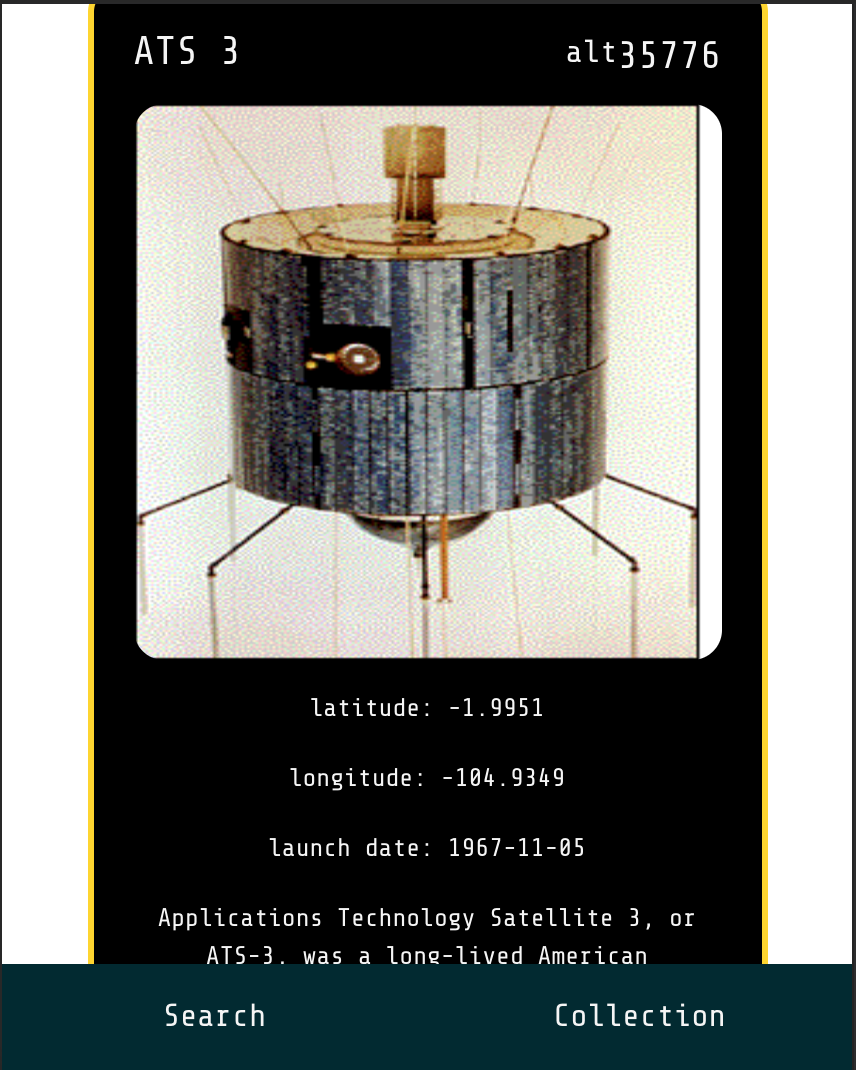 ATS 3
alt35776
latitude: -1.9951
longitude: -104.9349
launch date: 1967-11-05
Applications Technology Satellite 3, or
ATS-3, was a long-lived American
Search
Collection